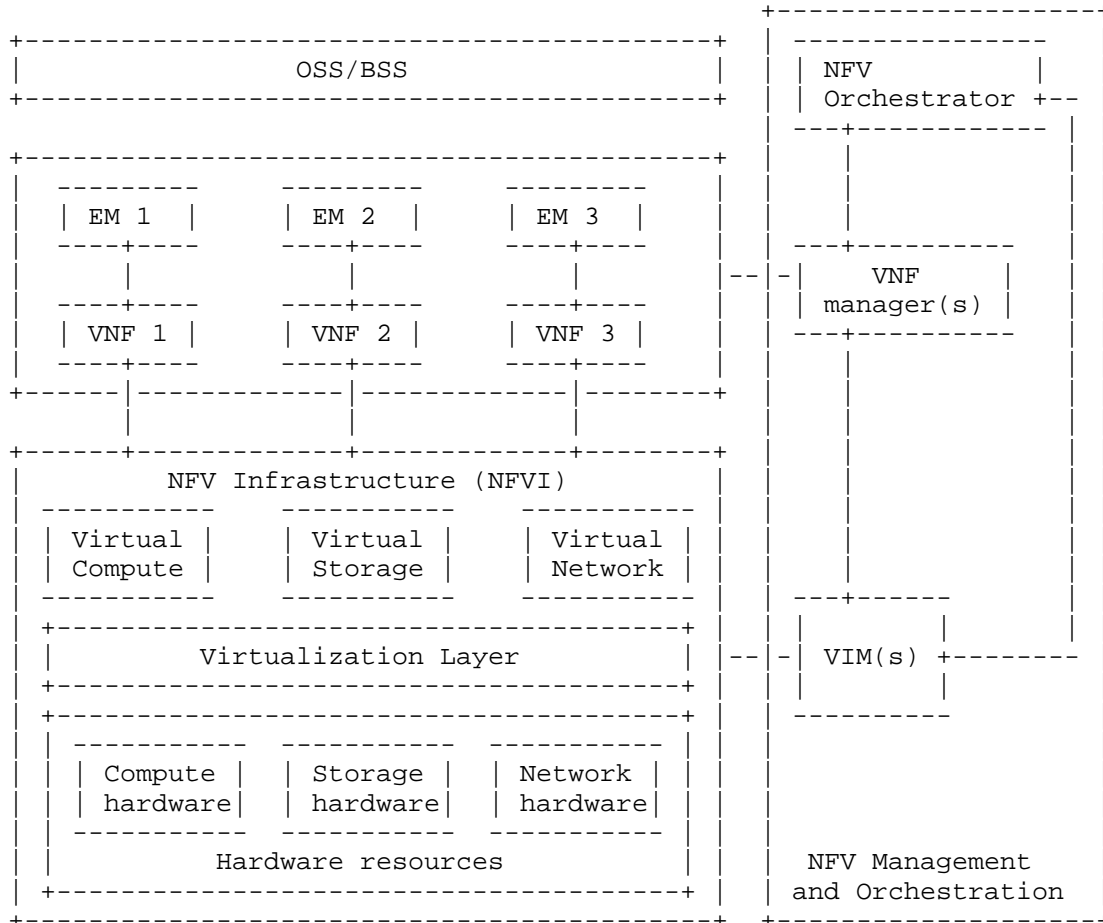 OSS/BSS
NFV
Orchestrator
EM 1 EM 2 EM 3
VNF
manager(s)
VNF 1 VNF 2 VNF 3
NFV Infrastructure (NFVI)
Virtual Virtual Virtual
Compute Storage Network
Virtualization Layer
VIM(s)
Compute Storage Network
hardware hardware hardware
Hardware resources
NFV Management
and Orchestration